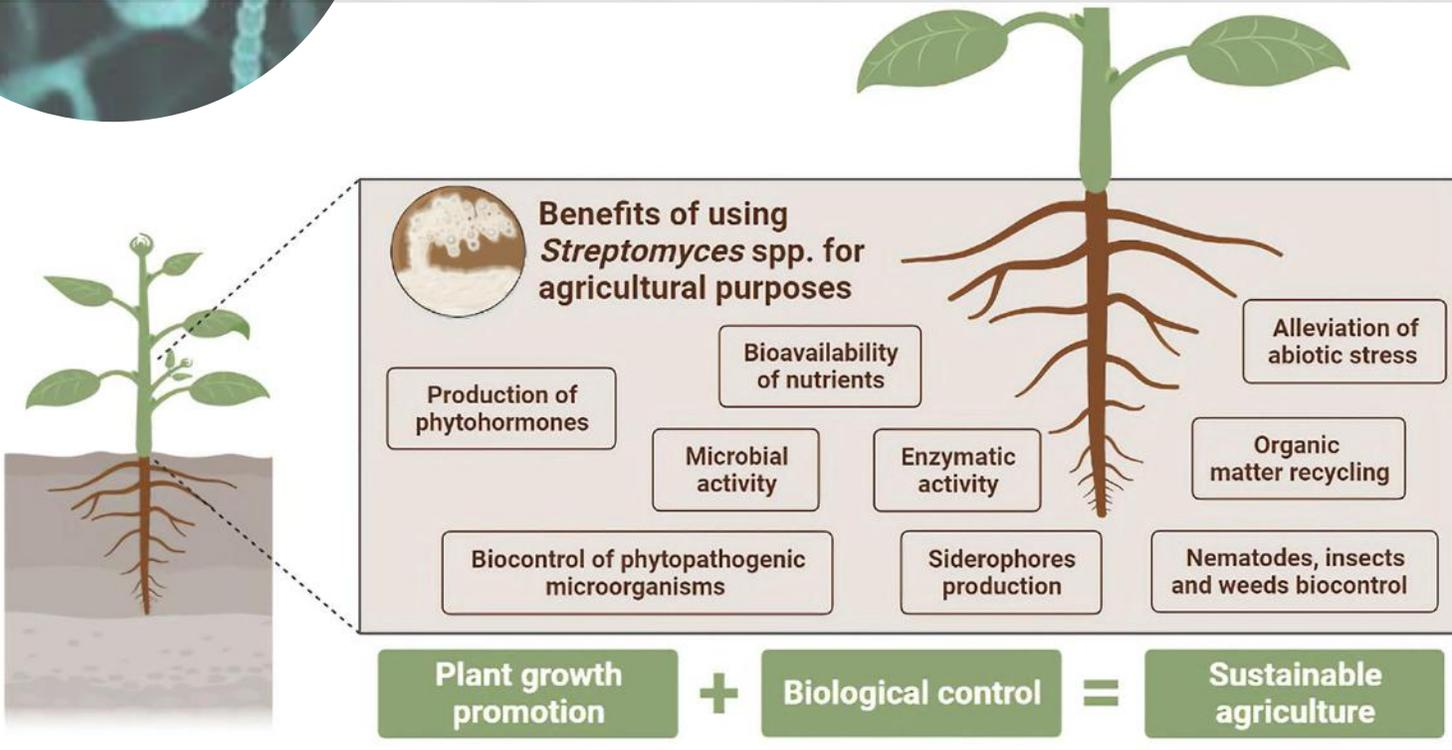 Benefits of using
Streptomyces spp. for
agricultural purposes
Alleviation of
abiotic stress
Bioavailability
of nutrients
Production of
phytohormones
Microbial
activity
Enzymatic
activity
Organic
matter recycling
Biocontrol of phytopathogenic
microorganisms
Siderophores
production
Nematodes, insects
and weeds biocontrol
Plant growth
promotion
+
Biological control
=
Sustainable
agriculture